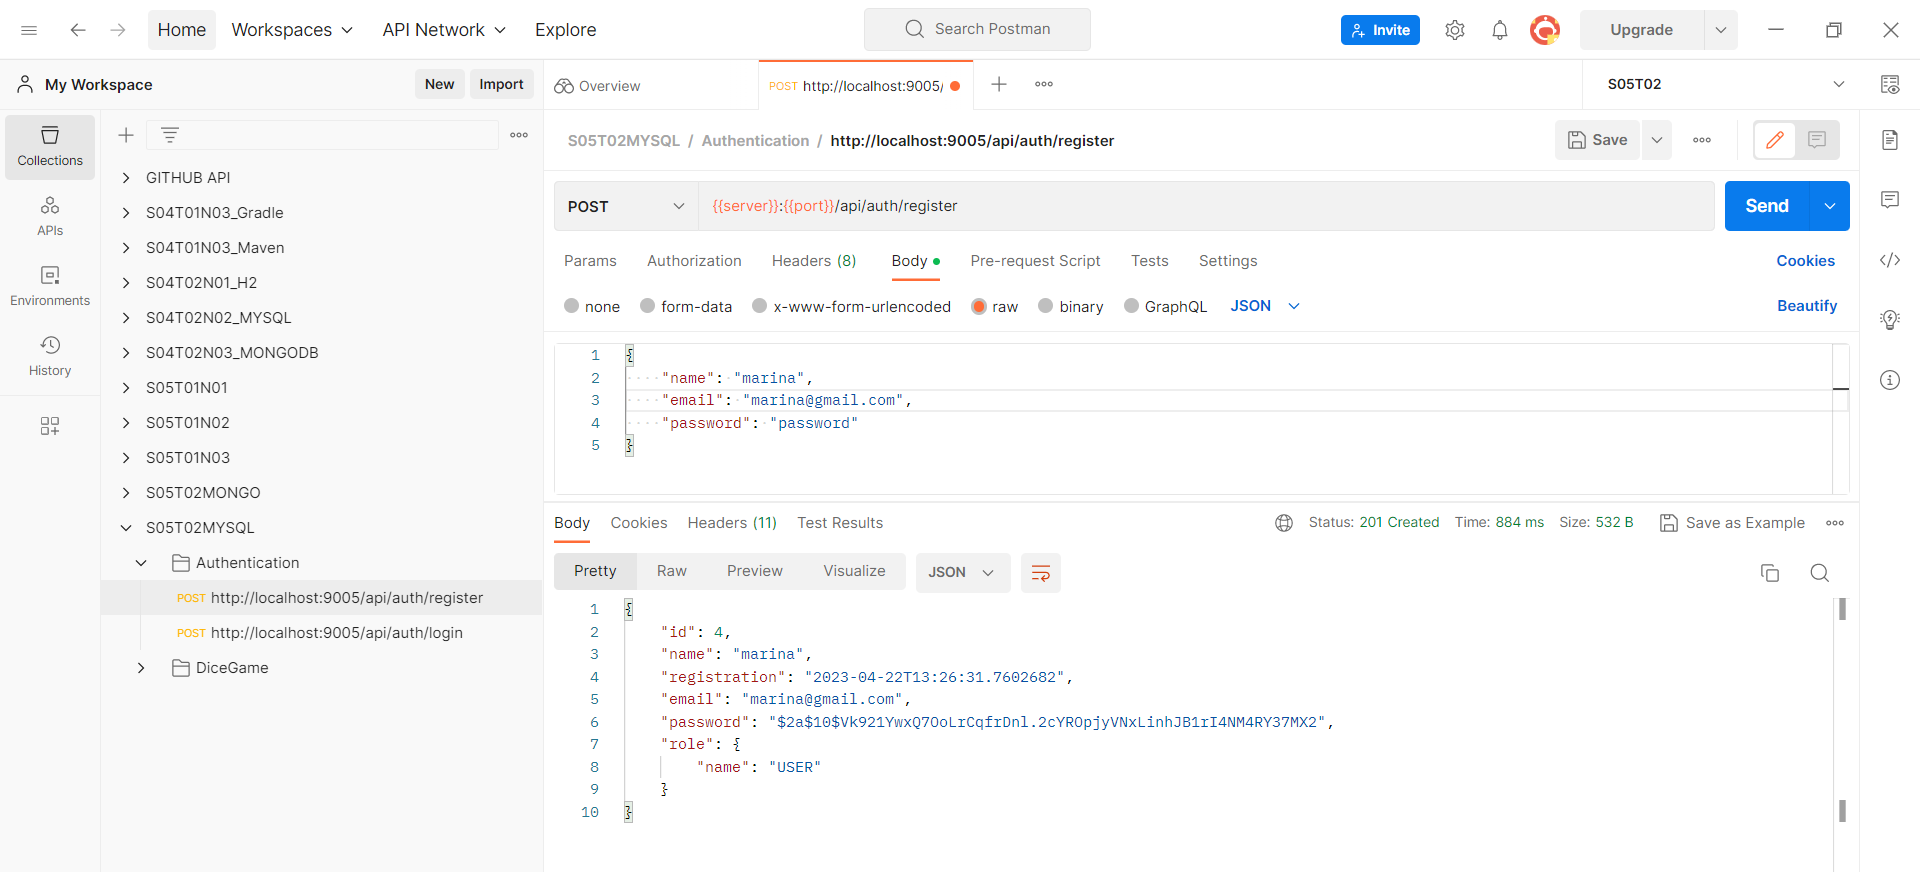 Home
Workspaces
API Network
Explore
Search Postman
Invite
Upgrade
My Workspace
New
Import
Overview
POST http://localhost:9005/
S05T02
Collections
APIs
Environments
History
GITHUB API
S04T01N03_Gradle
S04T01N03_Maven
S04T02N01_H2
S04T02N02_MYSQL
S04T02N03_MONGODB
S05T01N01
S05T01N02
S05T01N03
S05T02MONGO
S05T02MYSQL
Authentication
POST http://localhost:9005/api/auth/register
POST http://localhost:9005/api/auth/login
DiceGame
S05T02MYSQL / Authentication / http://localhost:9005/api/auth/register
Save
POST
{{server}}:{{port}}/api/auth/register
Send
Params
Authorization
Headers (8)
Body
Pre-request Script
Tests
Settings
Cookies
none
form-data
x-www-form-urlencoded
raw
binary
GraphQL
JSON
Beautify
1 {
2 "name": "marina",
3 "email": "marina@gmail.com",
4 "password": "password"
5 }
Body
Cookies
Headers (11)
Test Results
Status: 201 Created
Time: 884 ms
Size: 532 B
Save as Example
Pretty
Raw
Preview
Visualize
JSON
1 {
2 "id": 4,
3 "name": "marina",
4 "registration": "2023-04-22T13:26:31.7602682",
5 "email": "marina@gmail.com",
6 "password": "$2a$10$Vk921YwxQ7OoLrCqfrDnl.2cYROpjyVNxLinhJB1rI4NM4RY37MX2",
7 "role": {
8 "name": "USER"
9 }
10 }